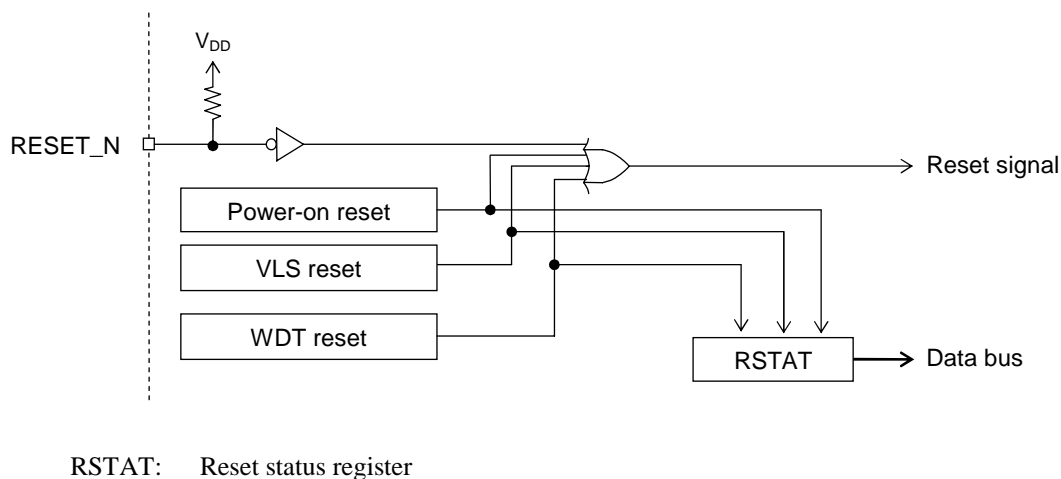 VDD
RESET_N
Reset signal
Power-on reset
VLS reset
WDT reset
RSTAT
Data bus
RSTAT: Reset status register